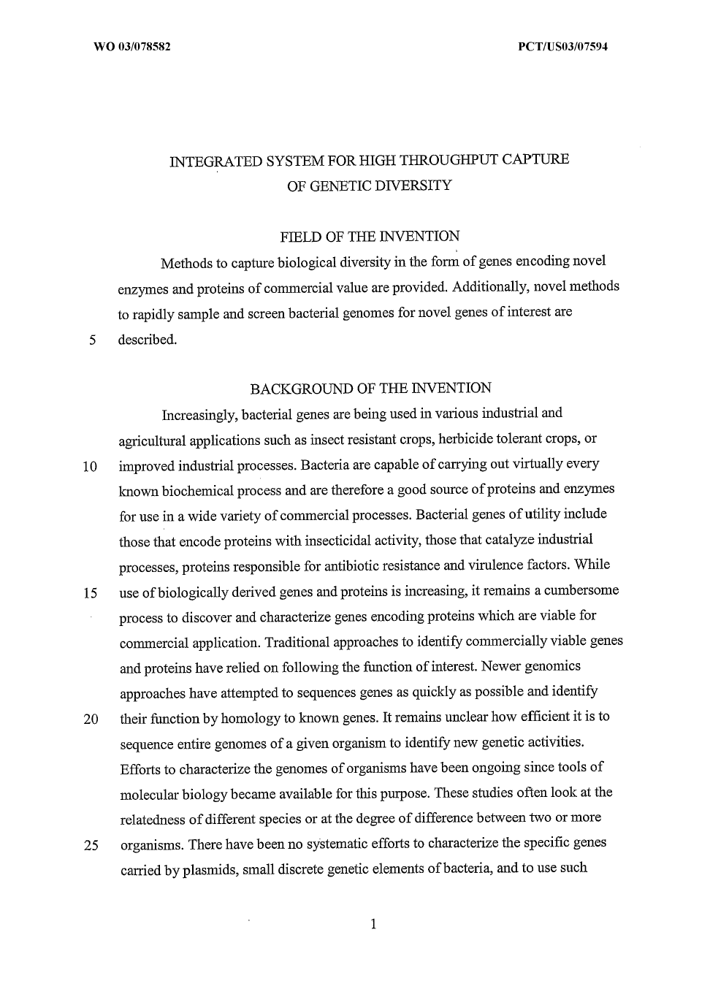 WO 03/078582 PCT/US03/07594
INTEGRATED SYSTEM FOR HIGH THROUGHPUT CAPTURE
OF GENETIC DIVERSITY
FIELD OF THE INVENTION
Methods to capture biological diversity in the form of genes encoding novel
enzymes and proteins of commercial value are provided. Additionally, novel methods
to rapidly sample and screen bacterial genomes for novel genes of interest are
5 described.
BACKGROUND OF THE INVENTION
Increasingly, bacterial genes are being used in various industrial and
agricultural applications such as insect resistant crops, herbicide tolerant crops, or
10 improved industrial processes. Bacteria are capable of carrying out virtually every
known biochemical process and are therefore a good source of proteins and enzymes
for use in a wide variety of commercial processes. Bacterial genes of utility include
those that encode proteins with insecticidal activity, those that catalyze industrial
processes, proteins responsible for antibiotic resistance and virulence factors. While
15 use of biologically derived genes and proteins is increasing, it remains a cumbersome
process to discover and characterize genes encoding proteins which are viable for
commercial application. Traditional approaches to identify commercially viable genes
and proteins have relied on following the function of interest. Newer genomics
approaches have attempted to sequences genes as quickly as possible and identify
20 their function by homology to known genes. It remains unclear how efficient it is to
sequence entire genomes of a given organism to identify new genetic activities.
Efforts to characterize the genomes of organisms have been ongoing since tools of
molecular biology became available for this purpose. These studies often look at the
relatedness of different species or at the degree of difference between two or more
25 organisms. There have been no systematic efforts to characterize the specific genes
carried by plasmids, small discrete genetic elements of bacteria, and to use such
1